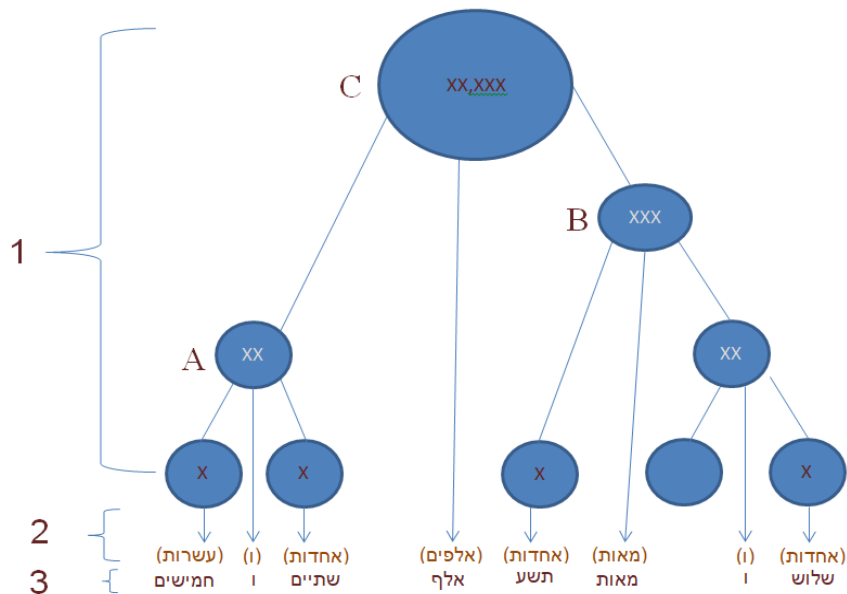 XX,XXX
C
XXX
B
1
XX
XX
A
X
X
X
X
2
(עשרות)
(ו)
(אחדות)
(אלפים)
(אחדות)
(מאות)
(ו)
(אחדות)
3
חמישים
ו
שתיים
אלף
תשע
מאות
ו
שלוש